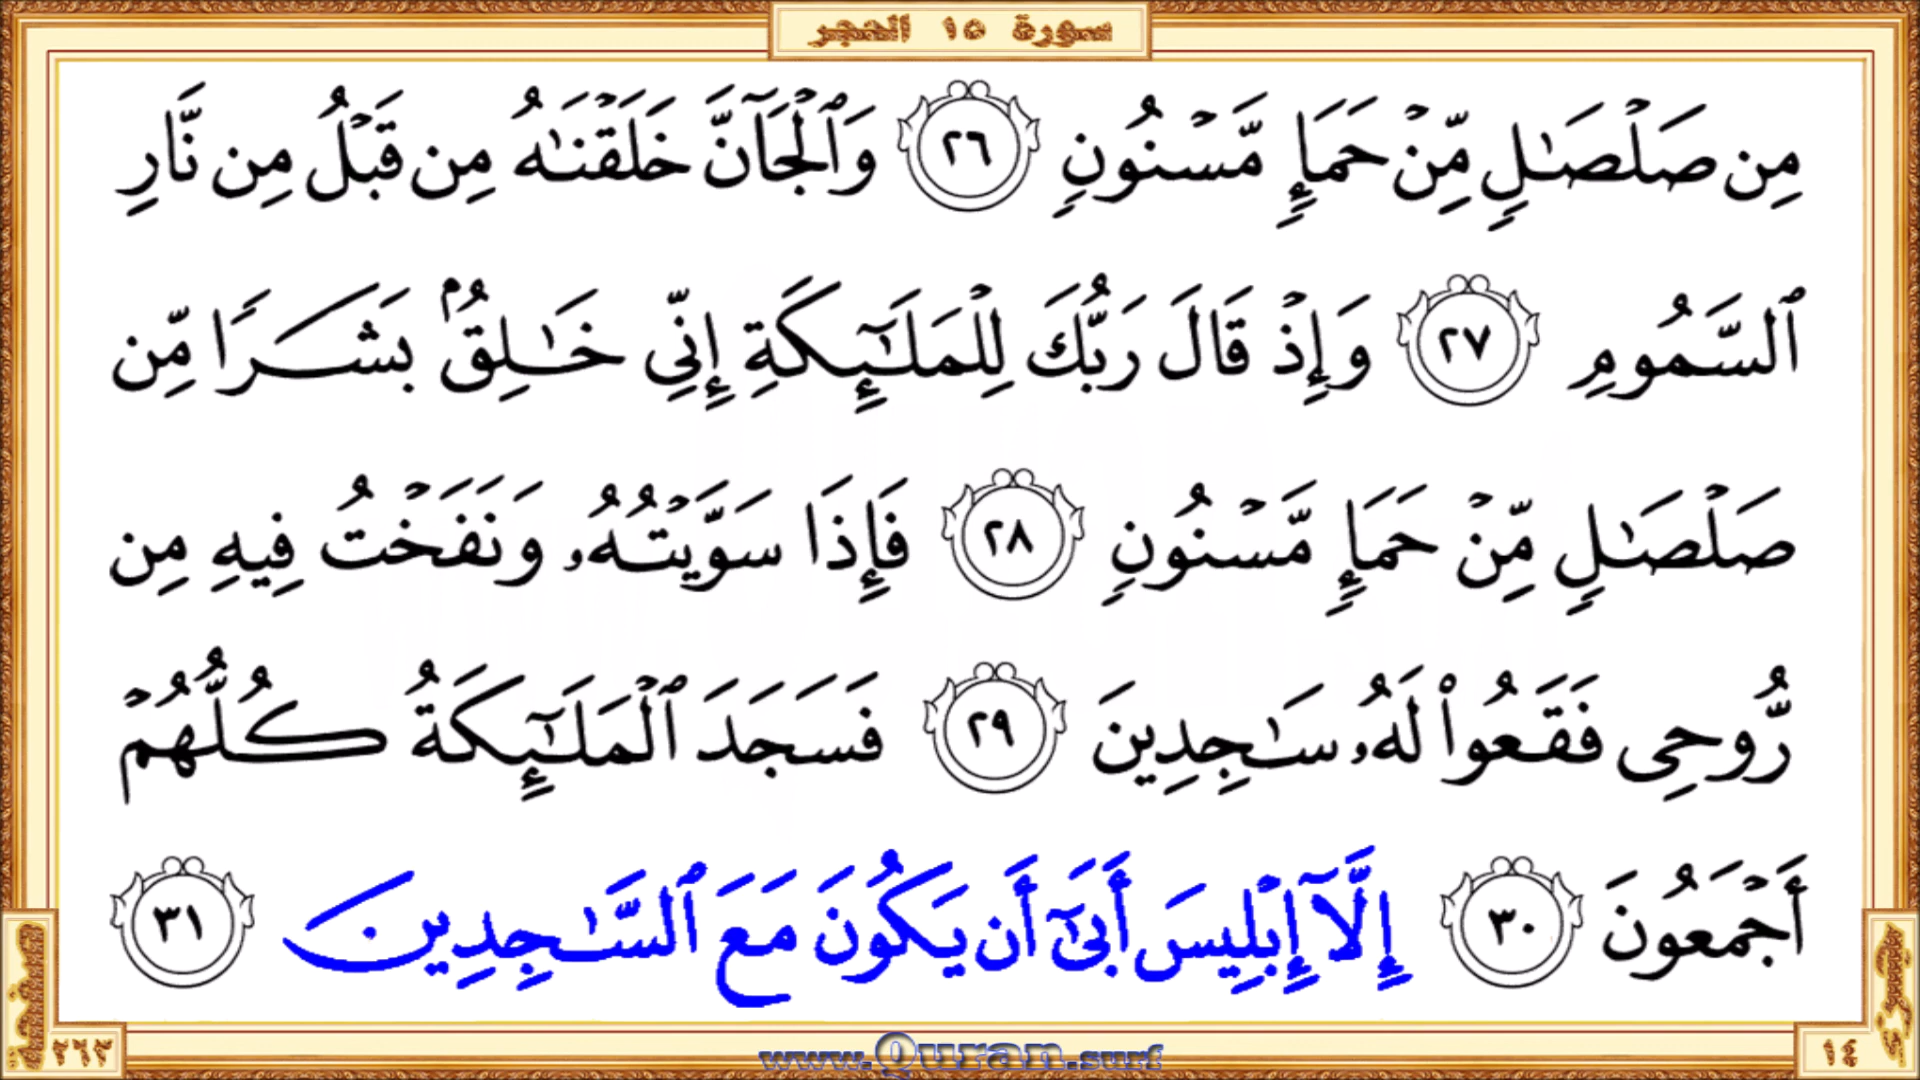 سورة ١٥ الحجر
مِن صَلْصَـٰلٍ مِّنْ حَمَإٍ مَّسْنُونٍ ٢٦ وَٱلْجَآنَّ خَلَقْنَـٰهُ مِن قَبْلُ مِن نَّارِ
ٱلسَّمُومِ ٢٧ وَإِذْ قَالَ رَبُّكَ لِلْمَلَـٰٓئِكَةِ إِنِّى خَـٰلِقٌۢ بَشَرًا مِّن
صَلْصَـٰلٍ مِّنْ حَمَإٍ مَّسْنُونٍ ٢٨ فَإِذَا سَوَّيْتُهُۥ وَنَفَخْتُ فِيهِ مِن
رُّوحِى فَقَعُوا۟ لَهُۥ سَـٰجِدِينَ ٢٩ فَسَجَدَ ٱلْمَلَـٰٓئِكَةُ كُلُّهُمْ
أَجْمَعُونَ ٣٠ إِلَّآ إِبْلِيسَ أَبَىٰٓ أَن يَكُونَ مَعَ ٱلسَّـٰجِدِينَ ٣١
صفحة ٢٦٣
١٤
www.Quran.surf